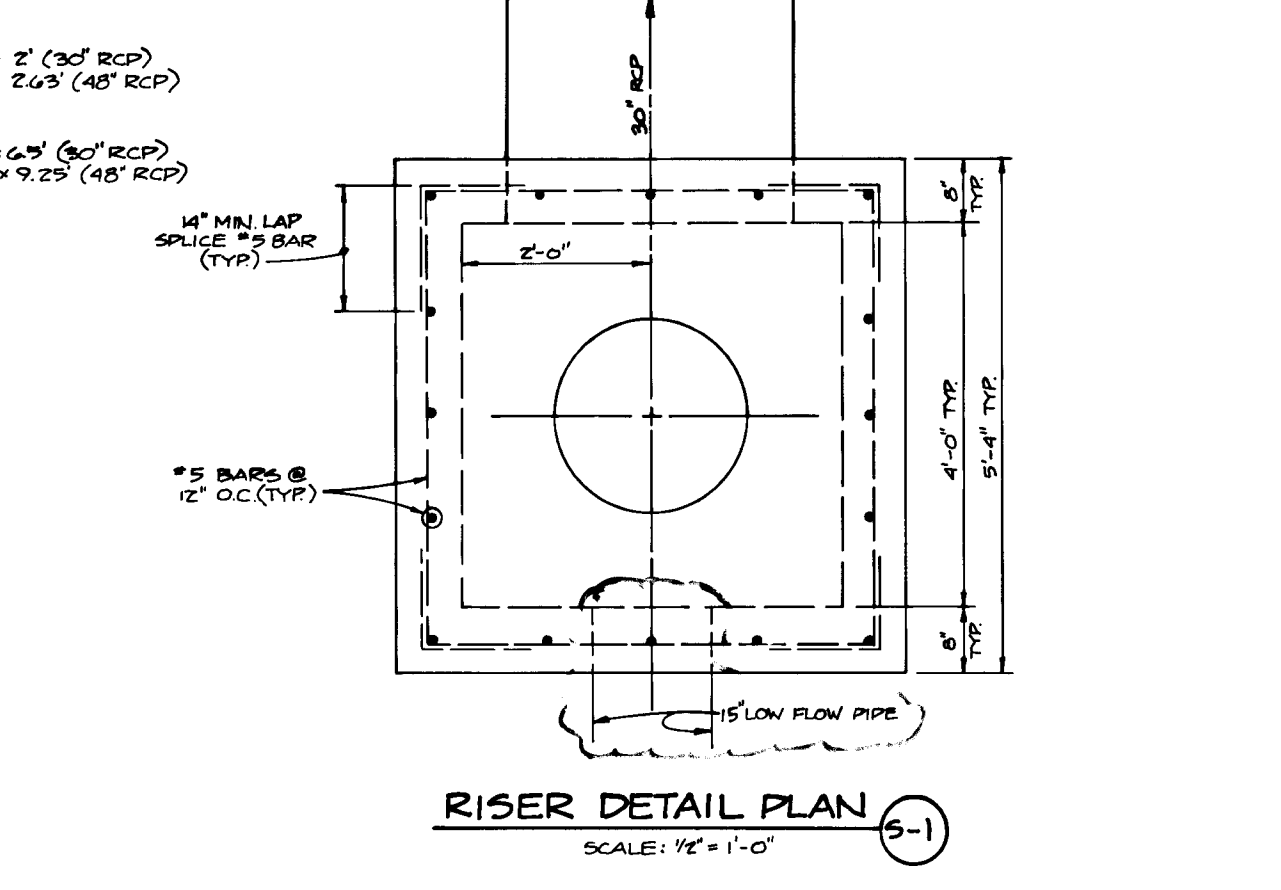 2' (30" RCP)
2.63' (48" RCP)
= 6.5' (30" RCP)
x 9.25' (48" RCP)
30" RCP
14" MIN. LAP
SPLICE #5 BAR
(TYP.)
2'-0"
8"
TYP.
4'-0" TYP.
5'-4" TYP.
#5 BARS @
12" O.C. (TYP.)
8"
TYP.
15" LOW FLOW PIPE
RISER DETAIL PLAN
S-1
SCALE: 1/2" = 1'-0"